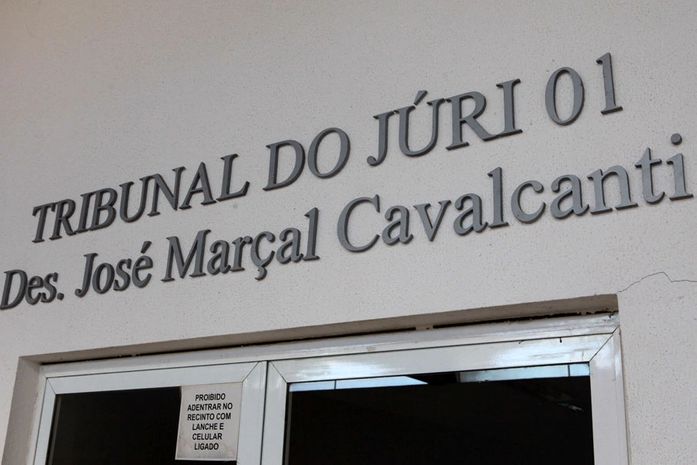 TRIBUNAL DO JÚRI 01
Des. José Marçal Cavalcanti
PROIBIDO
ADENTRAR NO
RECINTO COM
LANCHE E
CELULAR
LIGADO